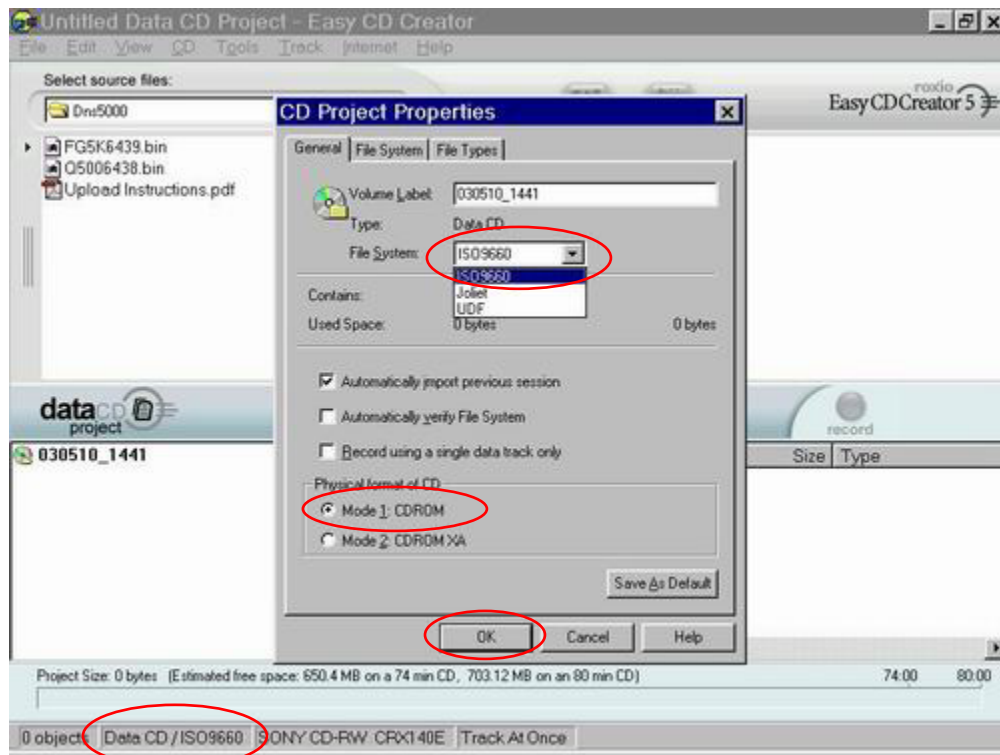 Untitled Data CD Project - Easy CD Creator
File Edit View CD Tools Track Internet Help
Select source files:
Dns5000
roxio
Easy CD Creator 5
FG5K6439.bin
Q5006438.bin
Upload Instructions.pdf
CD Project Properties
General File System File Types
Volume Label: 030510_1441
Type: Data CD
File System: ISO9660
ISO9660
Joliet
UDF
Contains:
Used Space: 0 bytes 0 bytes
Automatically import previous session
Automatically verify File System
Record using a single data track only
Physical format of CD
Mode 1: CDROM
Mode 2: CDROM XA
Save As Default
OK Cancel Help
dataCD
project
record
030510_1441
Size Type
Project Size: 0 bytes (Estimated free space: 650.4 MB on a 74 min CD, 703.12 MB on an 80 min CD) 74:00 80:00
0 objects Data CD / ISO9660 SONY CD-RW CRX140E Track At Once